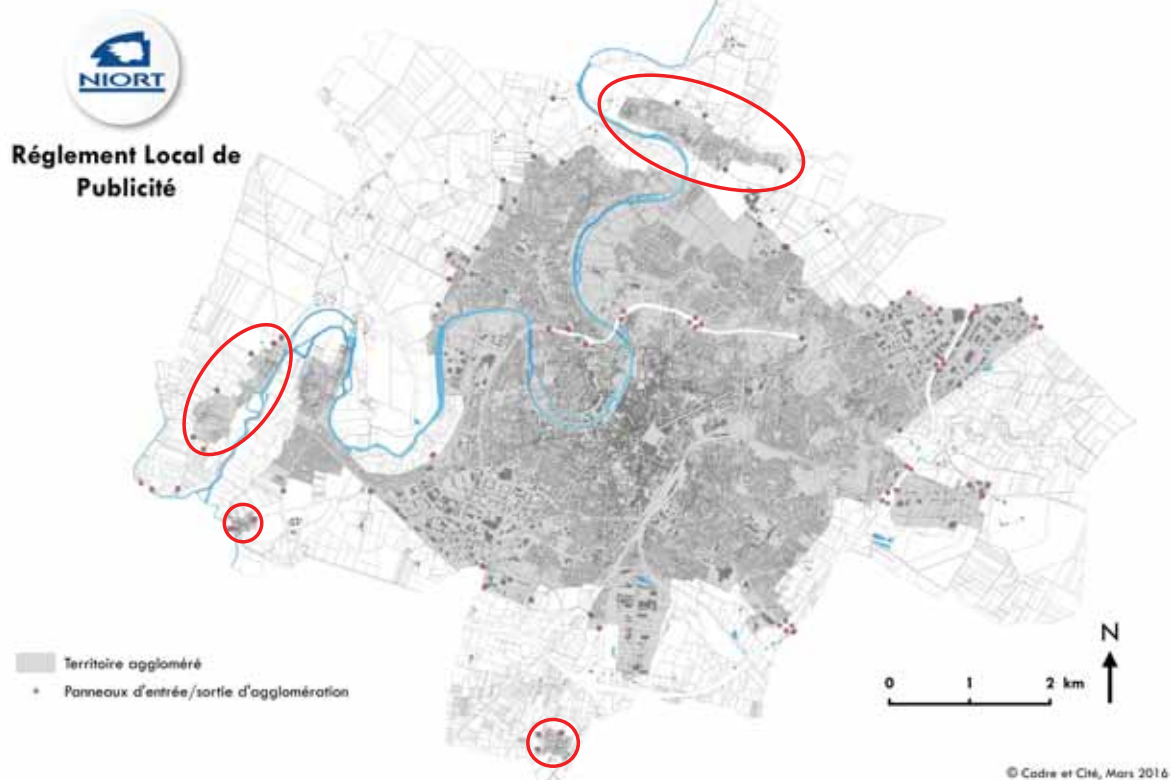 NIORT
Réglement Local de
Publicité
Territoire aggloméré
Panneaux d'entrée/sortie d'agglomération
N
0 1 2 km
© Cadre et Cité, Mars 2016